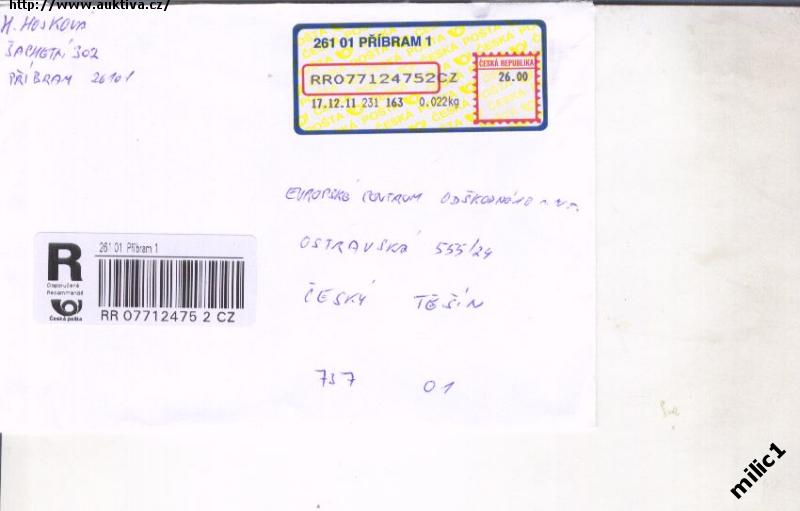 http://www.auktiva.cz/
H. HOSKOVA
ŠACHETNÍ 302
PŘÍBRAM 26101
261 01 PŘÍBRAM 1
RR077124752CZ
ČESKÁ REPUBLIKA
26.00
17.12.11 231 163 0.022kg
EVROPSKÉ CENTRUM ODŠKODNÉHO
OSTRAVSKÁ 555/24
ČESKÝ TĚŠÍN
737 01
R
261 01 Příbram 1
Doporučeně
Recommandé
Česká pošta
RR 07712475 2 CZ
milic1